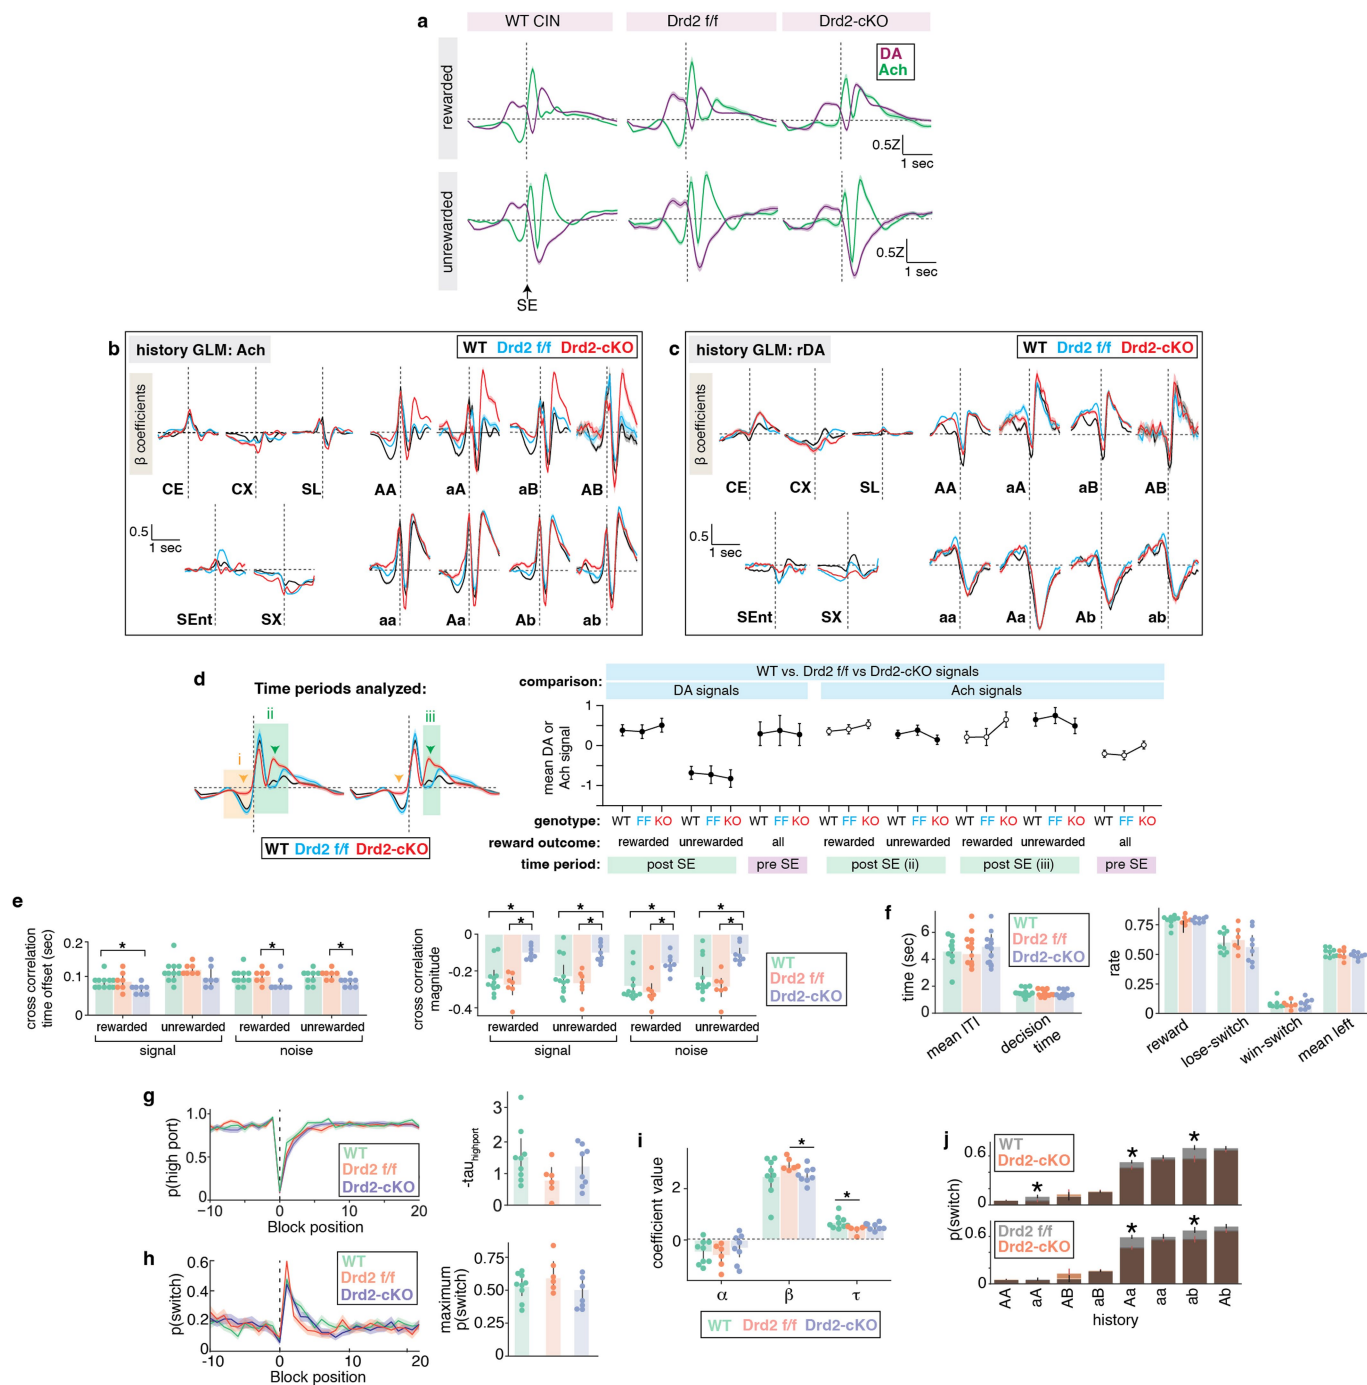 a
WT CIN
Drd2 f/f
Drd2-cKO
DA
Ach
rewarded
0.5Z
1 sec
unrewarded
0.5Z
1 sec
SE
b
history GLM: Ach
WT Drd2 f/f Drd2-cKO
β coefficients
CE CX SL AA aA aB AB
0.5
1 sec
SEnt SX aa Aa Ab ab
c
history GLM: rDA
WT Drd2 f/f Drd2-cKO
β coefficients
CE CX SL AA aA aB AB
0.5
1 sec
SEnt SX aa Aa Ab ab
d
Time periods analyzed:
i
ii
iii
WT Drd2 f/f Drd2-cKO
comparison:
WT vs. Drd2 f/f vs Drd2-cKO signals
DA signals
Ach signals
mean DA or
Ach signal
1
0
-1
genotype: WT FF KO WT FF KO WT FF KO WT FF KO WT FF KO WT FF KO WT FF KO WT FF KO
reward outcome: rewarded unrewarded all rewarded unrewarded rewarded unrewarded all
time period: post SE pre SE post SE (ii) post SE (iii) pre SE
e
cross correlation
time offset (sec)
0.2
0.1
0
*
*
*
rewarded unrewarded rewarded unrewarded
signal noise
cross correlation
magnitude
0
-0.2
-0.4
* * * *
* * * *
rewarded unrewarded rewarded unrewarded
signal noise
WT
Drd2 f/f
Drd2-cKO
f
time (sec)
6
4
2
0
WT
Drd2 f/f
Drd2-cKO
mean ITI
decision
time
rate
0.75
0.50
0.25
0
reward
lose-switch
win-switch
mean left
g
p(high port)
1.0
0.5
0
WT
Drd2 f/f
Drd2-cKO
−10 0 10 20
Block position
-tau highport
3
2
1
0
h
p(switch)
0.6
0.4
0.2
0
WT
Drd2 f/f
Drd2-cKO
-10 0 10 20
Block position
maximum
p(switch)
0.75
0.50
0.25
0
i
coefficient value
2
0
*
*
α β τ
WT Drd2 f/f Drd2-cKO
j
p(switch)
0.6
0
WT
Drd2-cKO
* * *
0.6
0
Drd2 f/f
Drd2-cKO
* *
AA aA AB aB Aa aa ab Ab
history